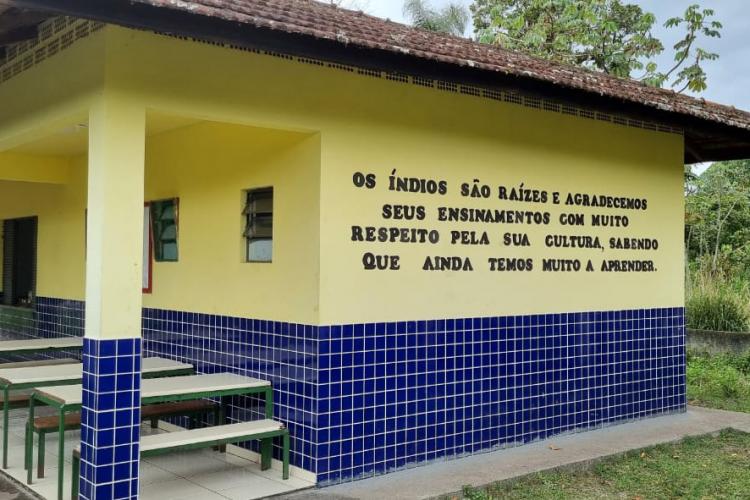 OS ÍNDIOS SÃO RAÍZES E AGRADECEMOS
SEUS ENSINAMENTOS COM MUITO
RESPEITO PELA SUA CULTURA, SABENDO
QUE AINDA TEMOS MUITO A APRENDER.